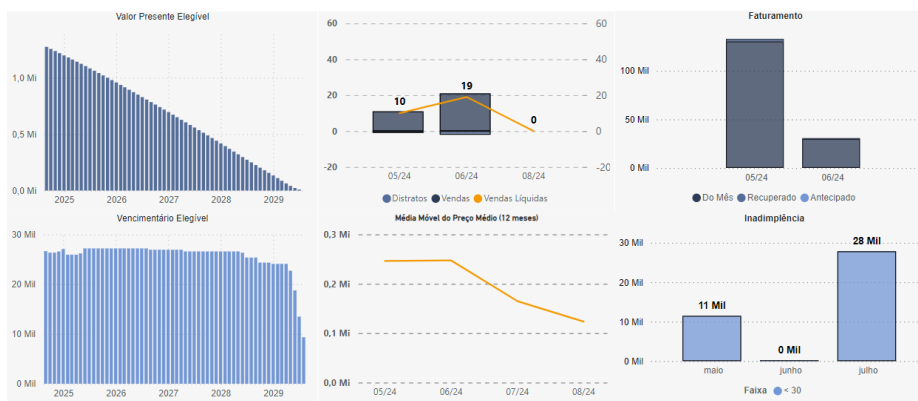 Valor Presente Elegível
1,0 Mi
0,5 Mi
0,0 Mi
2025 2026 2027 2028 2029
60 60
40 40
20 20
0 0
-20 -20
10 19 0
05/24 06/24 08/24
Distratos Vendas Vendas Líquidas
Faturamento
100 Mil
50 Mil
0 Mil
05/24 06/24
Do Mês Recuperado Antecipado
Vencimentário Elegível
30 Mil
20 Mil
10 Mil
0 Mil
2025 2026 2027 2028 2029
Média Móvel do Preço Médio (12 meses)
0,3 Mi
0,2 Mi
0,1 Mi
0,0 Mi
05/24 06/24 07/24 08/24
Inadimplência
30 Mil
20 Mil
10 Mil
0 Mil
11 Mil 0 Mil 28 Mil
maio junho julho
Faixa < 30